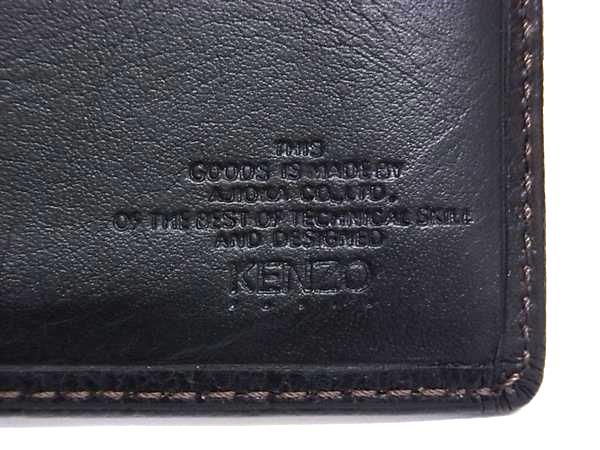 THIS
GOODS IS MADE BY
AJIOKA CO., LTD.
OF THE BEST OF TECHNICAL SKILL
AND DESIGNED
KENZO